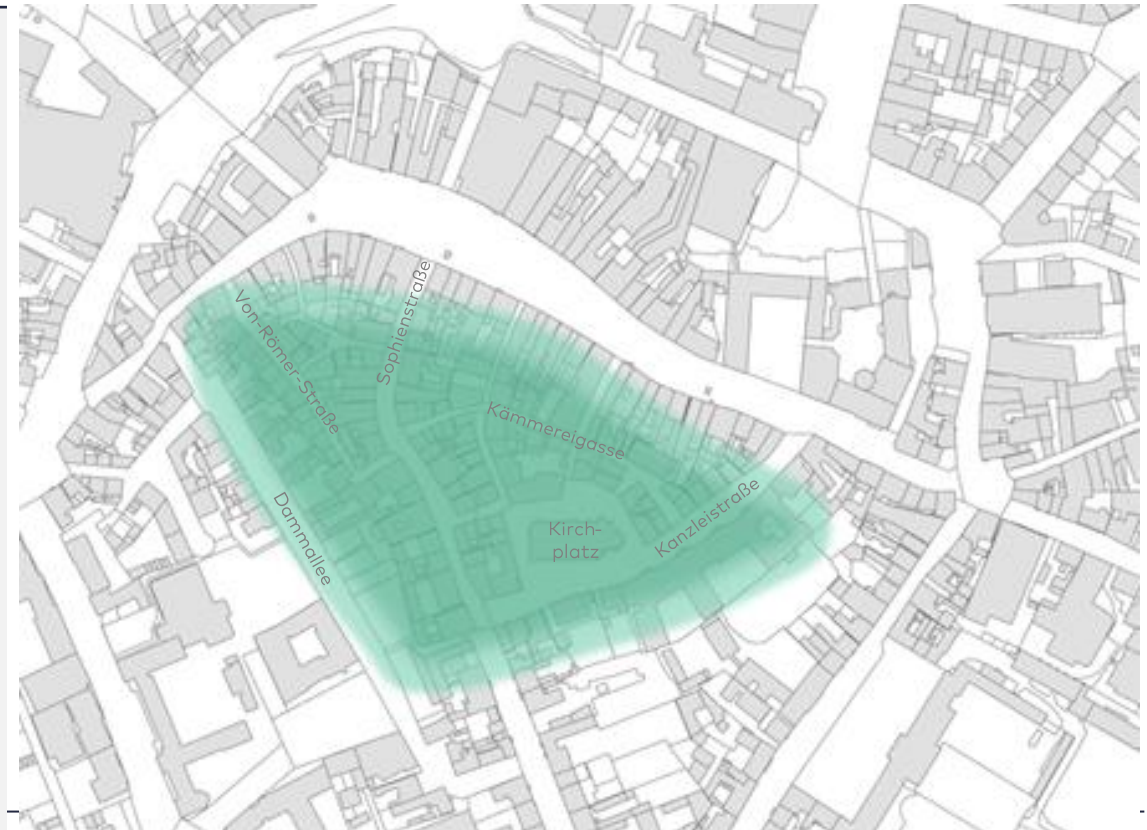 Von-Römer-Straße
Sophienstraße
Kämmereigasse
Kanzleistraße
Kirch-
platz
Dammallee